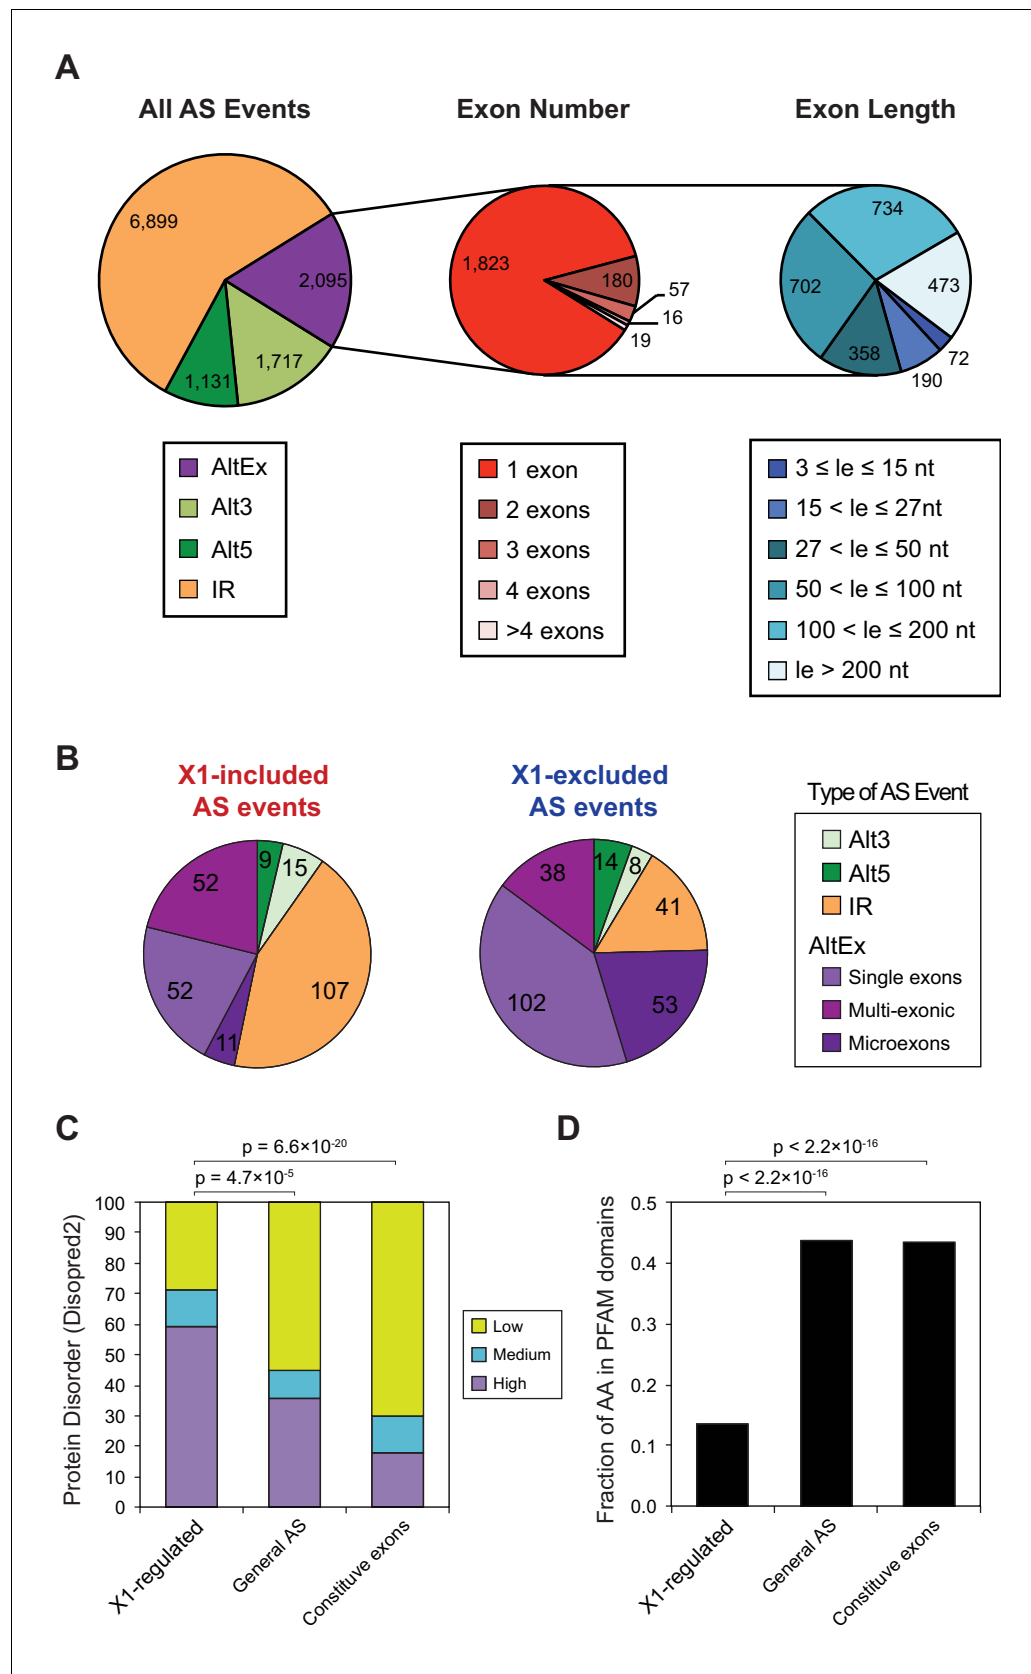 A
All AS Events
Exon Number
Exon Length
6,899
2,095
1,717
1,131
1,823
180
57
16
19
734
473
702
358
190
72
AltEx
Alt3
Alt5
IR
1 exon
2 exons
3 exons
4 exons
>4 exons
3 ≤ le ≤ 15 nt
15 < le ≤ 27nt
27 < le ≤ 50 nt
50 < le ≤ 100 nt
100 < le ≤ 200 nt
le > 200 nt
B
X1-included
AS events
9
15
52
52
107
11
X1-excluded
AS events
14
8
38
41
102
53
Type of AS Event
Alt3
Alt5
IR
AltEx
Single exons
Multi-exonic
Microexons
C
p = 6.6×10-20
p = 4.7×10-5
Protein Disorder (Disopred2)
100
90
80
70
60
50
40
30
20
10
0
X1-regulated
General AS
Constituve exons
Low
Medium
High
D
p < 2.2×10-16
p < 2.2×10-16
Fraction of AA in PFAM domains
0.5
0.4
0.3
0.2
0.1
0.0
X1-regulated
General AS
Constituve exons